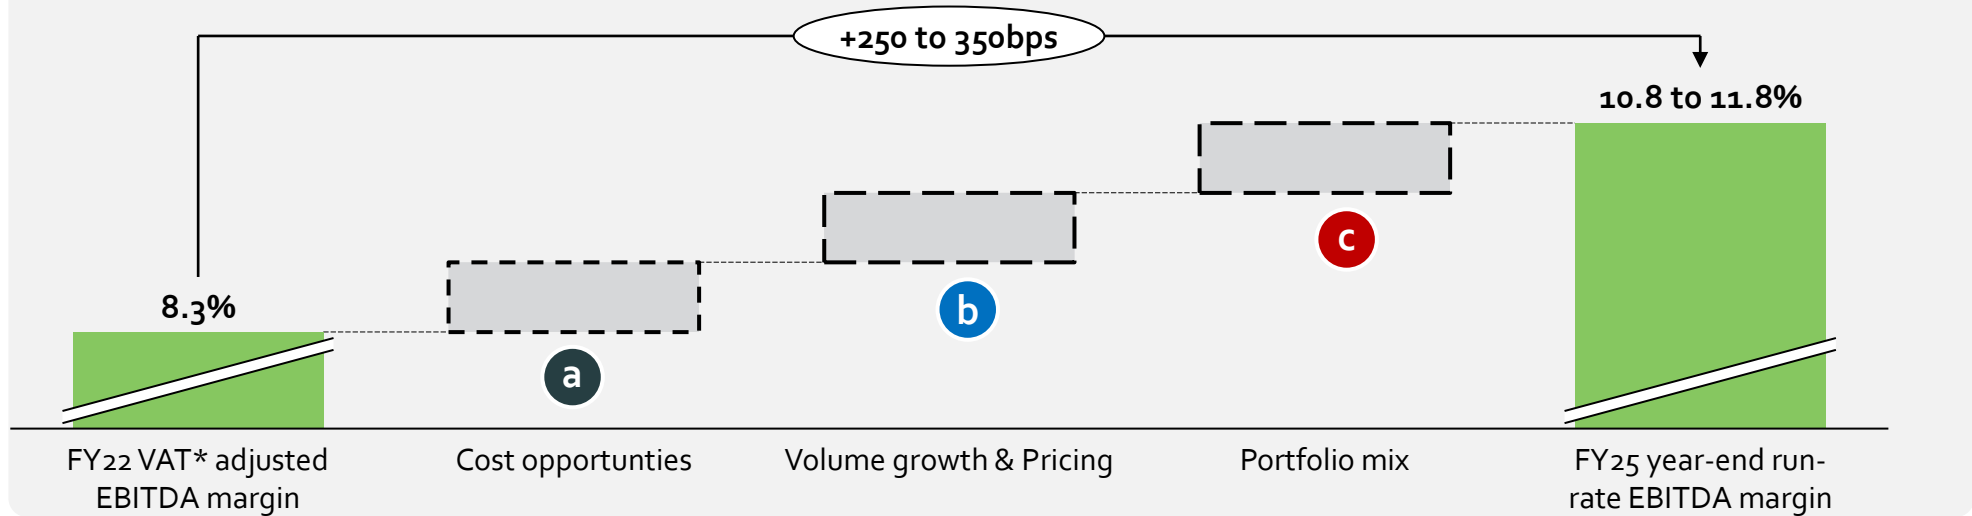 +250 to 350bps
10.8 to 11.8%
8.3%
a
b
c
FY22 VAT* adjusted
EBITDA margin
Cost opportunties
Volume growth & Pricing
Portfolio mix
FY25 year-end run-
rate EBITDA margin